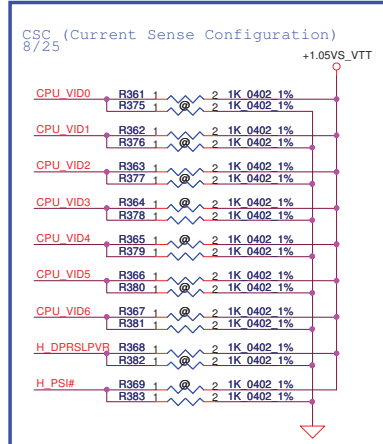 CSC (Current Sense Configuration)
8/25
+1.05VS_VTT
CPU_VID0 R361 1 2 1K_0402_1%
R375 1 @ 2 1K_0402_1%
CPU_VID1 R362 1 2 1K_0402_1%
R376 1 @ 2 1K_0402_1%
CPU_VID2 R363 1 2 1K_0402_1%
R377 1 @ 2 1K_0402_1%
CPU_VID3 R364 1 @ 2 1K_0402_1%
R378 1 2 1K_0402_1%
CPU_VID4 R365 1 @ 2 1K_0402_1%
R379 1 2 1K_0402_1%
CPU_VID5 R366 1 2 1K_0402_1%
R380 1 @ 2 1K_0402_1%
CPU_VID6 R367 1 @ 2 1K_0402_1%
R381 1 2 1K_0402_1%
H_DPRSLPVR R368 1 2 1K_0402_1%
R382 1 @ 2 1K_0402_1%
H_PSI# R369 1 @ 2 1K_0402_1%
R383 1 2 1K_0402_1%